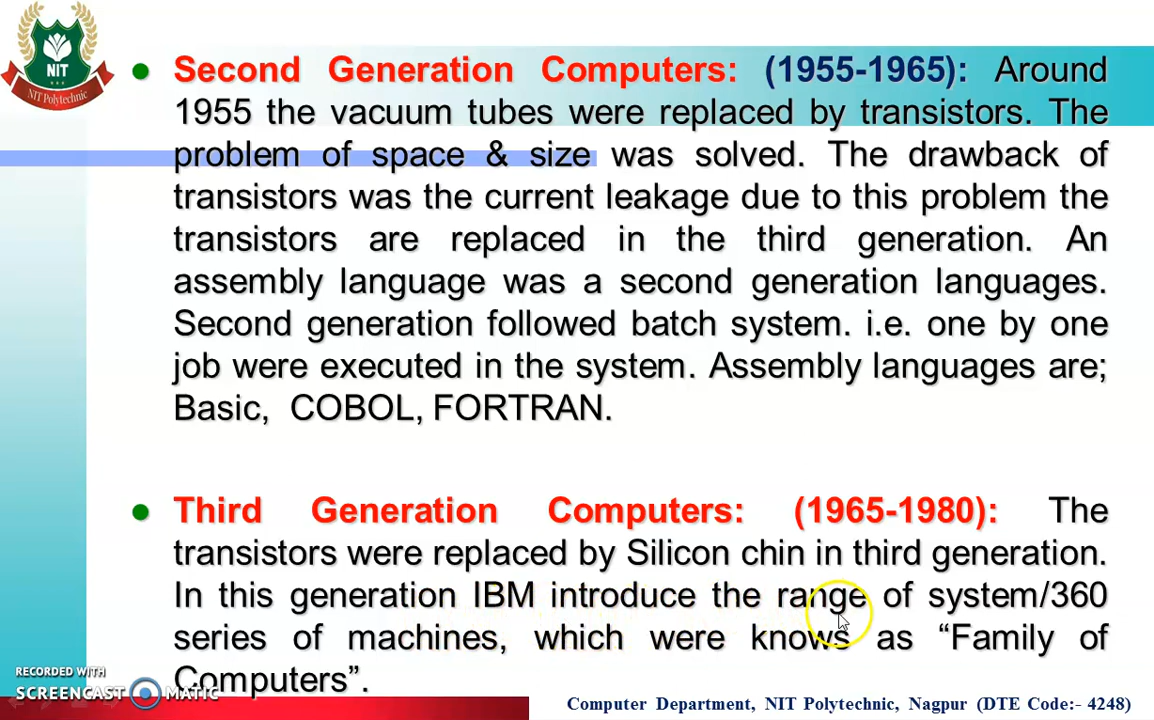 NIT
NIT Polytechnic
Second Generation Computers: (1955-1965): Around
1955 the vacuum tubes were replaced by transistors. The
problem of space & size was solved. The drawback of
transistors was the current leakage due to this problem the
transistors are replaced in the third generation. An
assembly language was a second generation languages.
Second generation followed batch system. i.e. one by one
job were executed in the system. Assembly languages are;
Basic, COBOL, FORTRAN.
Third Generation Computers: (1965-1980): The
transistors were replaced by Silicon chin in third generation.
In this generation IBM introduce the range of system/360
series of machines, which were knows as “Family of
Computers”.
RECORDED WITH
SCREENCAST MATIC
Computer Department, NIT Polytechnic, Nagpur (DTE Code:- 4248)